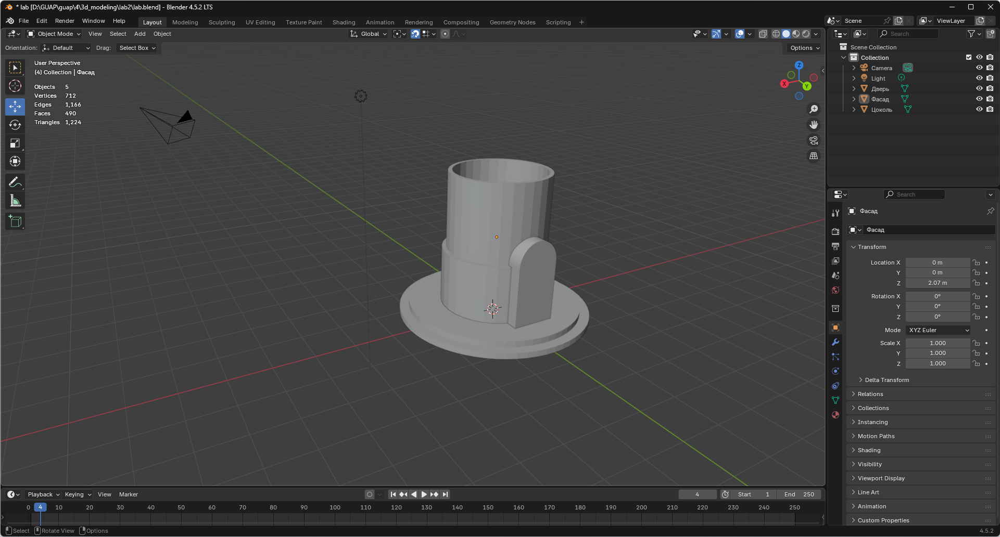 * lab [D:\GUAP\guap\4\3d_modeling\lab2\lab.blend] - Blender 4.5.2 LTS
File Edit Render Window Help
Layout Modeling Sculpting UV Editing Texture Paint Shading Animation Rendering Compositing Geometry Nodes Scripting +
Scene
ViewLayer
Object Mode View Select Add Object
Global
Orientation: Default Drag: Select Box
Options
User Perspective
(4) Collection | Фасад
Objects 5
Vertices 712
Edges 1,166
Faces 490
Triangles 1,224
Z
X
Y
Search
Scene Collection
Collection
Camera
Light
Дверь
Фасад
Цоколь
Search
Фасад
Фасад
Transform
Location X 0 m
Y 0 m
Z 2.07 m
Rotation X 0°
Y 0°
Z 0°
Mode XYZ Euler
Scale X 1.000
Y 1.000
Z 1.000
Delta Transform
Relations
Collections
Instancing
Motion Paths
Shading
Visibility
Viewport Display
Line Art
Animation
Custom Properties
Playback Keying View Marker
4
Start 1 End 250
0 4 10 20 30 40 50 60 70 80 90 100 110 120 130 140 150 160 170 180 190 200 210 220 230 240 250
Select Rotate View Options
4.5.2